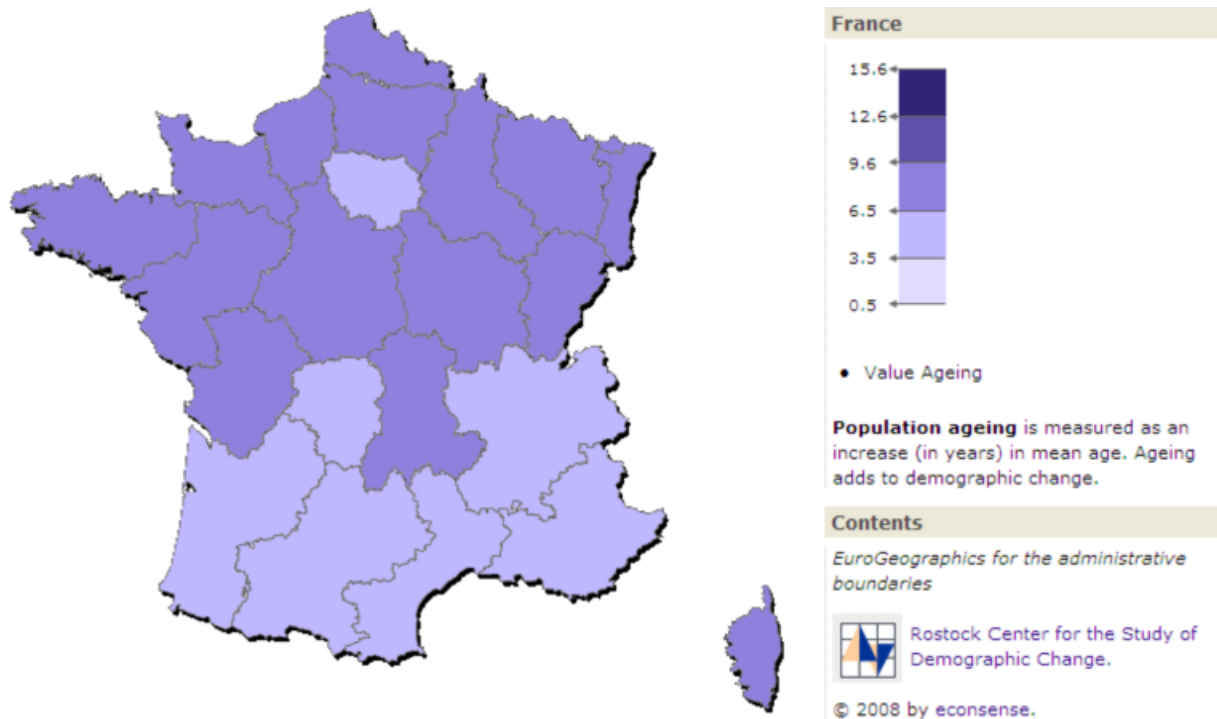 France
15.6
12.6
9.6
6.5
3.5
0.5
• Value Ageing
Population ageing is measured as an
increase (in years) in mean age. Ageing
adds to demographic change.
Contents
EuroGeographics for the administrative
boundaries
Rostock Center for the Study of
Demographic Change.
© 2008 by econsense.